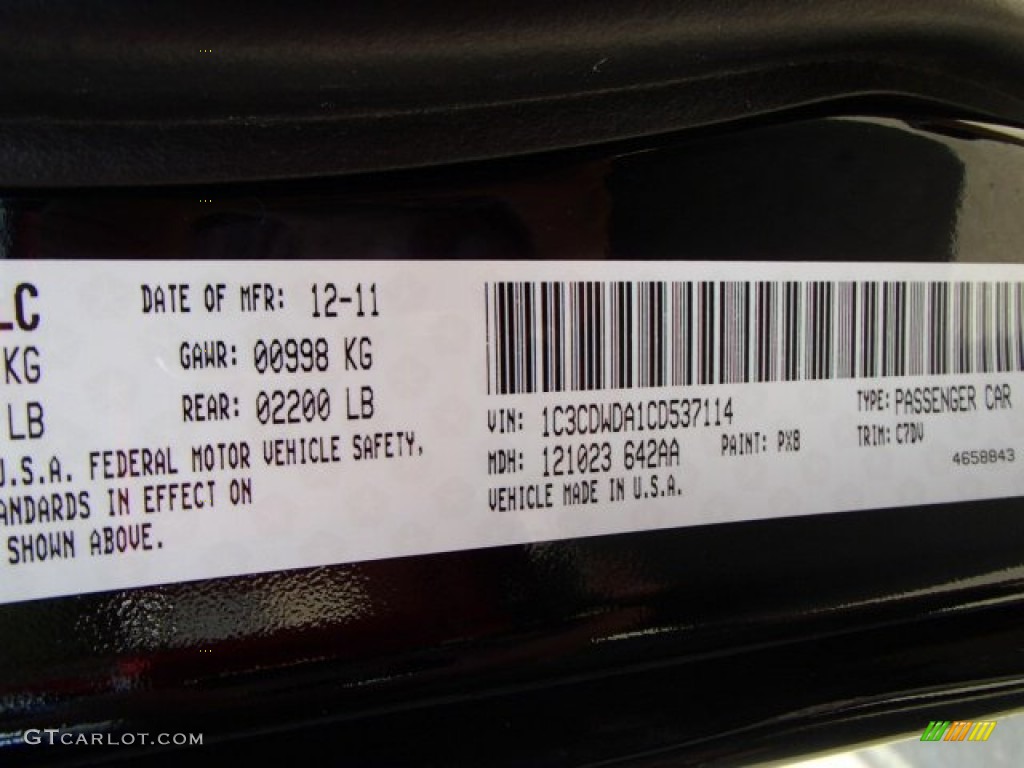 LC
DATE OF MFR: 12-11
KG
GAWR: 00998 KG
LB
REAR: 02200 LB
U.S.A. FEDERAL MOTOR VEHICLE SAFETY,
ANDARDS IN EFFECT ON
SHOWN ABOVE.
VIN: 1C3CDWDA1CD537114
TYPE: PASSENGER CAR
MDH: 121023 642AA
PAINT: PX8
TRIM: C7DV
VEHICLE MADE IN U.S.A.
4658843
GTCARLOT.COM